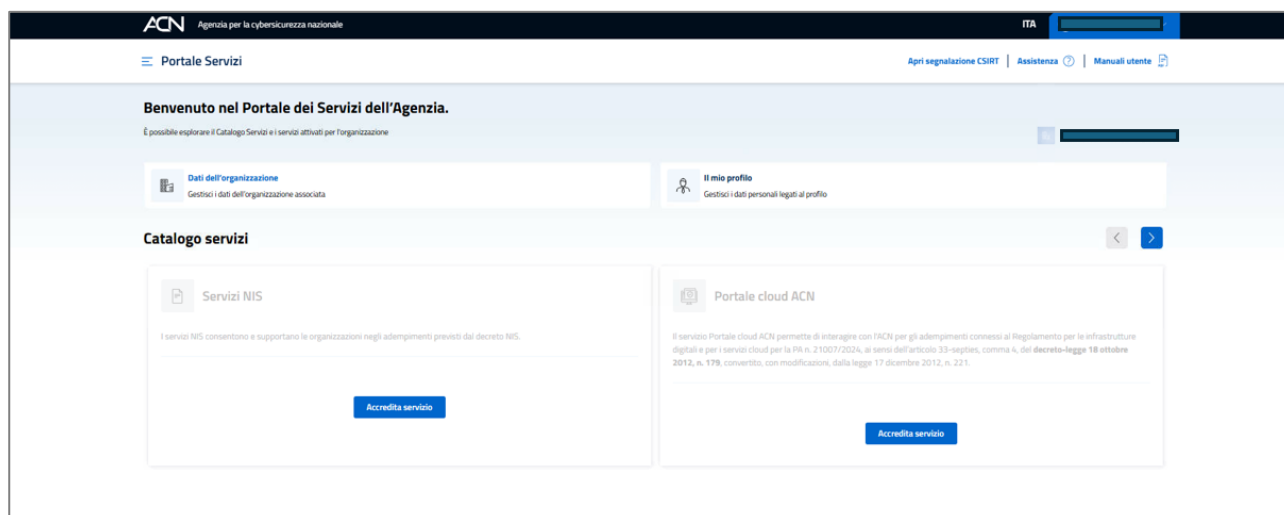 ACN Agenzia per la cybersicurezza nazionale ITA
Portale Servizi Apri segnalazione CSIRT Assistenza Manuali utente
Benvenuto nel Portale dei Servizi dell'Agenzia.
È possibile esplorare il Catalogo Servizi e i servizi attivati per l'organizzazione
Dati dell'organizzazione
Gestisci i dati dell'organizzazione associata
Il mio profilo
Gestisci i dati personali legati al profilo
Catalogo servizi
Servizi NIS
I servizi NIS consentono e supportano le organizzazioni negli adempimenti previsti dal decreto NIS.
Accredita servizio
Portale cloud ACN
Il servizio Portale cloud ACN permette di interagire con l'ACN per gli adempimenti connessi al Regolamento per le infrastrutture
digitali e per i servizi cloud per la PA n. 21007/2024, ai sensi dell'articolo 33-septies, comma 4, del decreto-legge 18 ottobre
2012, n. 179, convertito, con modificazioni, dalla legge 17 dicembre 2012, n. 221.
Accredita servizio